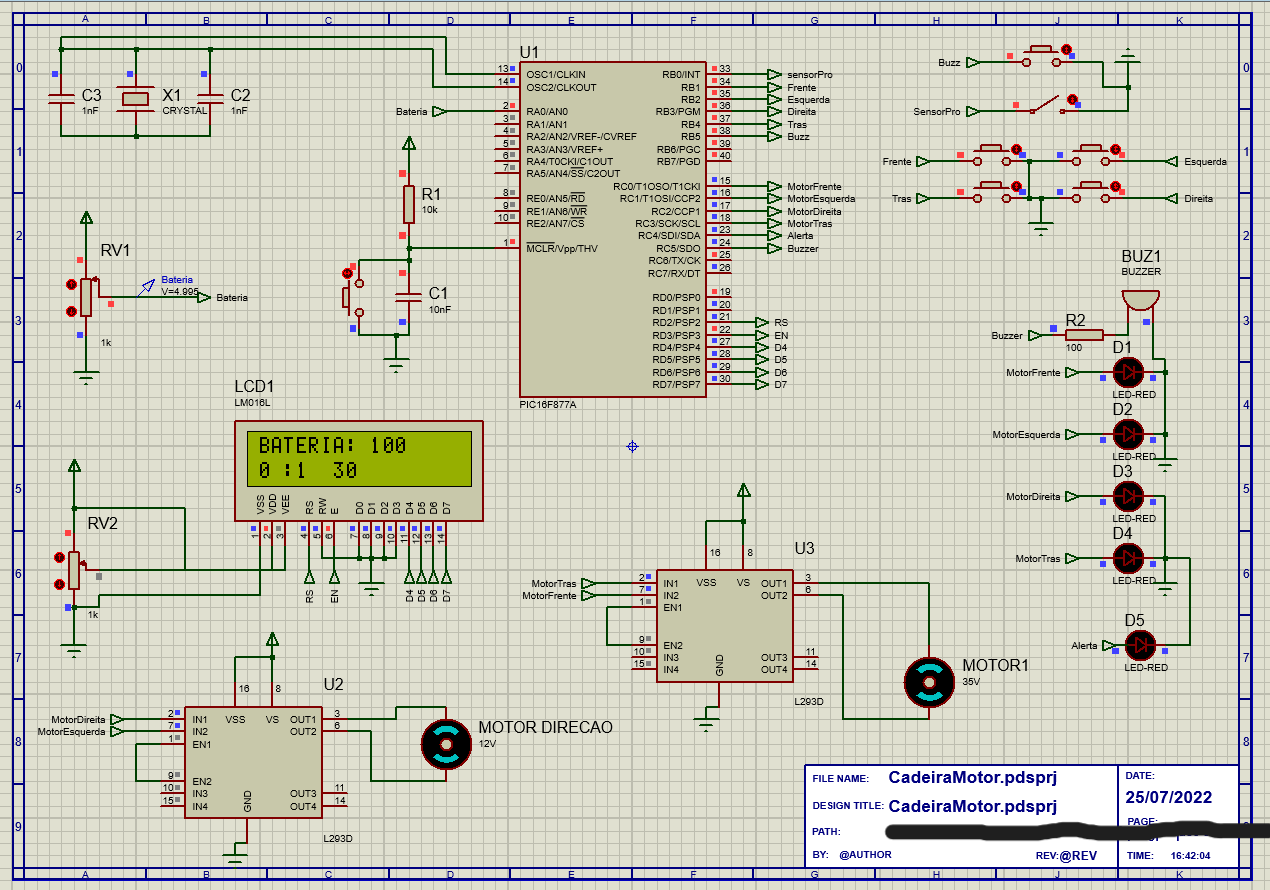 A B C D E F G H J K
0 1 2 3 4 5 6 7 8 9
0 1 2 3 4 5 6 7 8
C3
1nF
X1
CRYSTAL
C2
1nF
U1
13 OSC1/CLKIN
14 OSC2/CLKOUT
2 RA0/AN0
3 RA1/AN1
4 RA2/AN2/VREF-/CVREF
5 RA3/AN3/VREF+
6 RA4/T0CKI/C1OUT
7 RA5/AN4/SS/C2OUT
8 RE0/AN5/RD
9 RE1/AN6/WR
10 RE2/AN7/CS
1 MCLR/Vpp/THV
RB0/INT 33 sensorPro
RB1 34 Frente
RB2 35 Esquerda
RB3/PGM 36 Direita
RB4 37 Tras
RB5 38 Buzz
RB6/PGC 39
RB7/PGD 40
RC0/T1OSO/T1CKI 15 MotorFrente
RC1/T1OSI/CCP2 16 MotorEsquerda
RC2/CCP1 17 MotorDireita
RC3/SCK/SCL 18 MotorTras
RC4/SDI/SDA 23 Alerta
RC5/SDO 24 Buzzer
RC6/TX/CK 25
RC7/RX/DT 26
RD0/PSP0 19
RD1/PSP1 20
RD2/PSP2 21 RS
RD3/PSP3 22 EN
RD4/PSP4 27 D4
RD5/PSP5 28 D5
RD6/PSP6 29 D6
RD7/PSP7 30 D7
PIC16F877A
Bateria
R1
10k
C1
10nF
RV1
1k
Bateria
V=4.995
Bateria
Buzz
SensorPro
Frente
Esquerda
Tras
Direita
BUZ1
BUZZER
Buzzer
R2
100
D1
MotorFrente
LED-RED
D2
MotorEsquerda
LED-RED
D3
MotorDireita
LED-RED
D4
MotorTras
LED-RED
D5
Alerta
LED-RED
LCD1
LM016L
BATERIA: 100
0 :1 30
VSS VDD VEE RS RW E D0 D1 D2 D3 D4 D5 D6 D7
1 2 3 4 5 6 7 8 9 10 11 12 13 14
RS EN D4 D5 D6 D7
RV2
1k
U3
16 8
VSS VS
MotorTras 2 IN1 OUT1 3
MotorFrente 7 IN2 OUT2 6
1 EN1
9 EN2
10 IN3 OUT3 11
15 IN4 OUT4 14
GND
L293D
MOTOR1
35V
U2
16 8
VSS VS
MotorDireita 2 IN1 OUT1 3
MotorEsquerda 7 IN2 OUT2 6
1 EN1
9 EN2
10 IN3 OUT3 11
15 IN4 OUT4 14
GND
L293D
MOTOR DIRECAO
12V
FILE NAME: CadeiraMotor.pdsprj
DESIGN TITLE: CadeiraMotor.pdsprj
PATH:
BY: @AUTHOR
REV:@REV
DATE:
25/07/2022
PAGE:
TIME: 16:42:04
A B C D E F G H J K